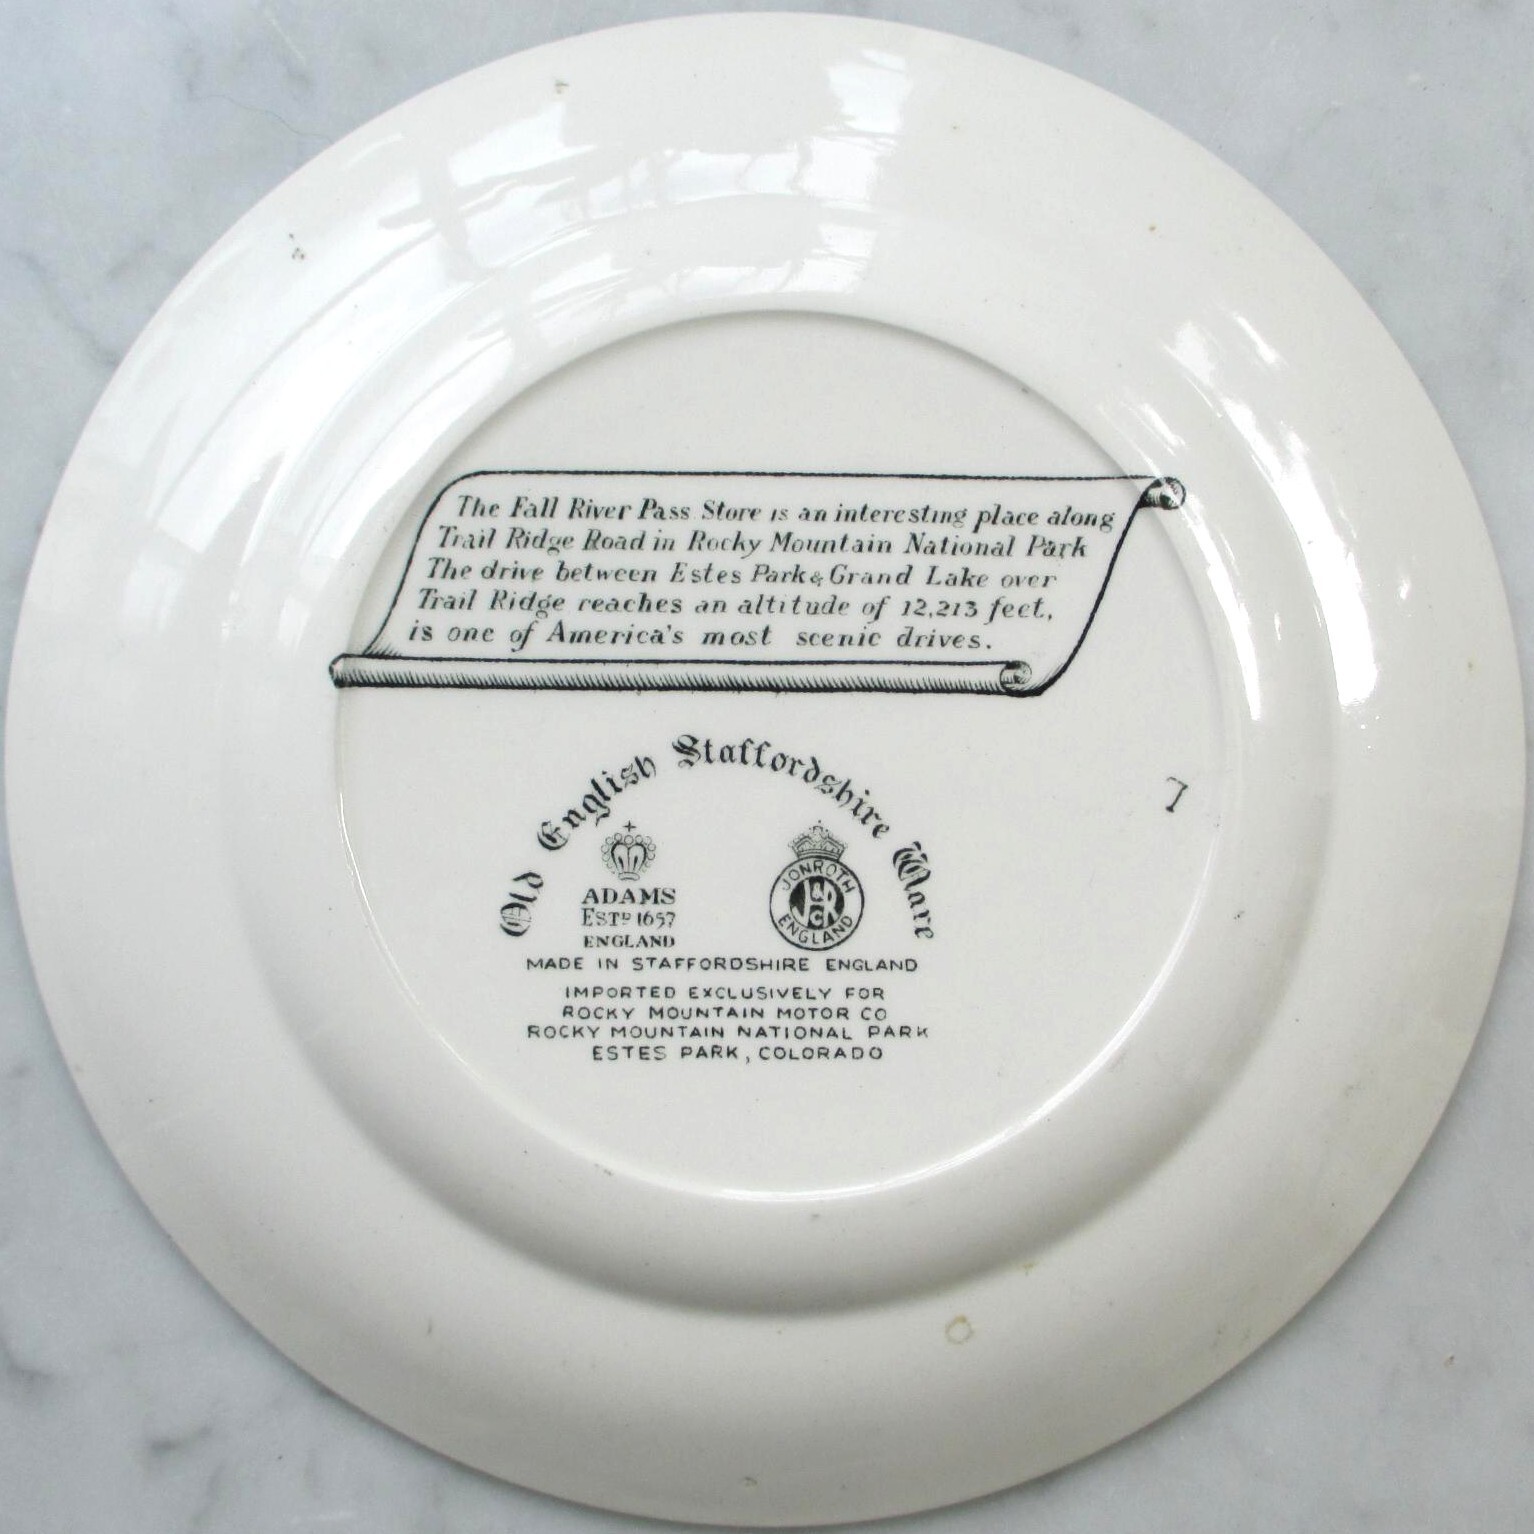 The Fall River Pass Store is an interesting place along
Trail Ridge Road in Rocky Mountain National Park
The drive between Estes Park & Grand Lake over
Trail Ridge reaches an altitude of 12,213 feet,
is one of America's most scenic drives.
Old English Staffordshire Ware
ADAMS
ESTD 1657
ENGLAND
JONROTH
J&R
Co
ENGLAND
MADE IN STAFFORDSHIRE ENGLAND
IMPORTED EXCLUSIVELY FOR
ROCKY MOUNTAIN MOTOR CO
ROCKY MOUNTAIN NATIONAL PARK
ESTES PARK, COLORADO
7